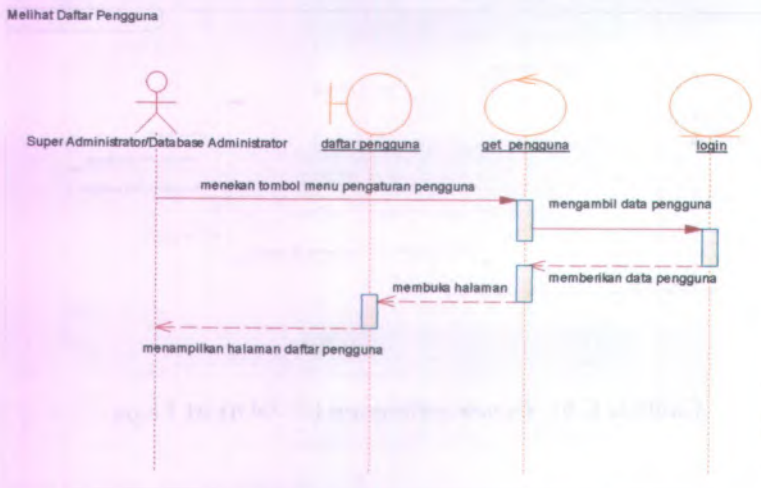 Melihat Daftar Pengguna
Super Administrator/Database Administrator
daftar pengguna
get_pengguna
login
menekan tombol menu pengaturan pengguna
mengambil data pengguna
memberikan data pengguna
membuka halaman
menampilkan halaman daftar pengguna